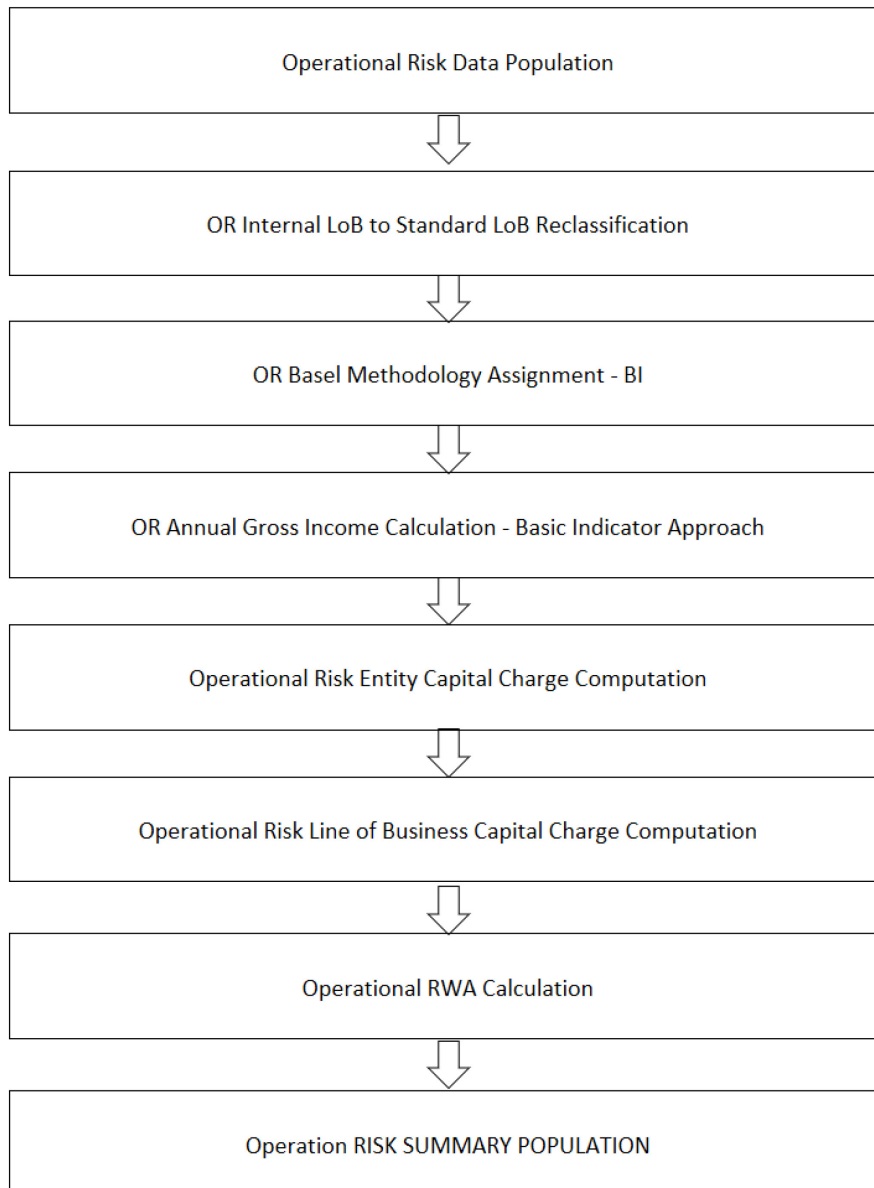 Operational Risk Data Population
OR Internal LoB to Standard LoB Reclassification
OR Basel Methodology Assignment - BI
OR Annual Gross Income Calculation - Basic Indicator Approach
Operational Risk Entity Capital Charge Computation
Operational Risk Line of Business Capital Charge Computation
Operational RWA Calculation
Operation RISK SUMMARY POPULATION